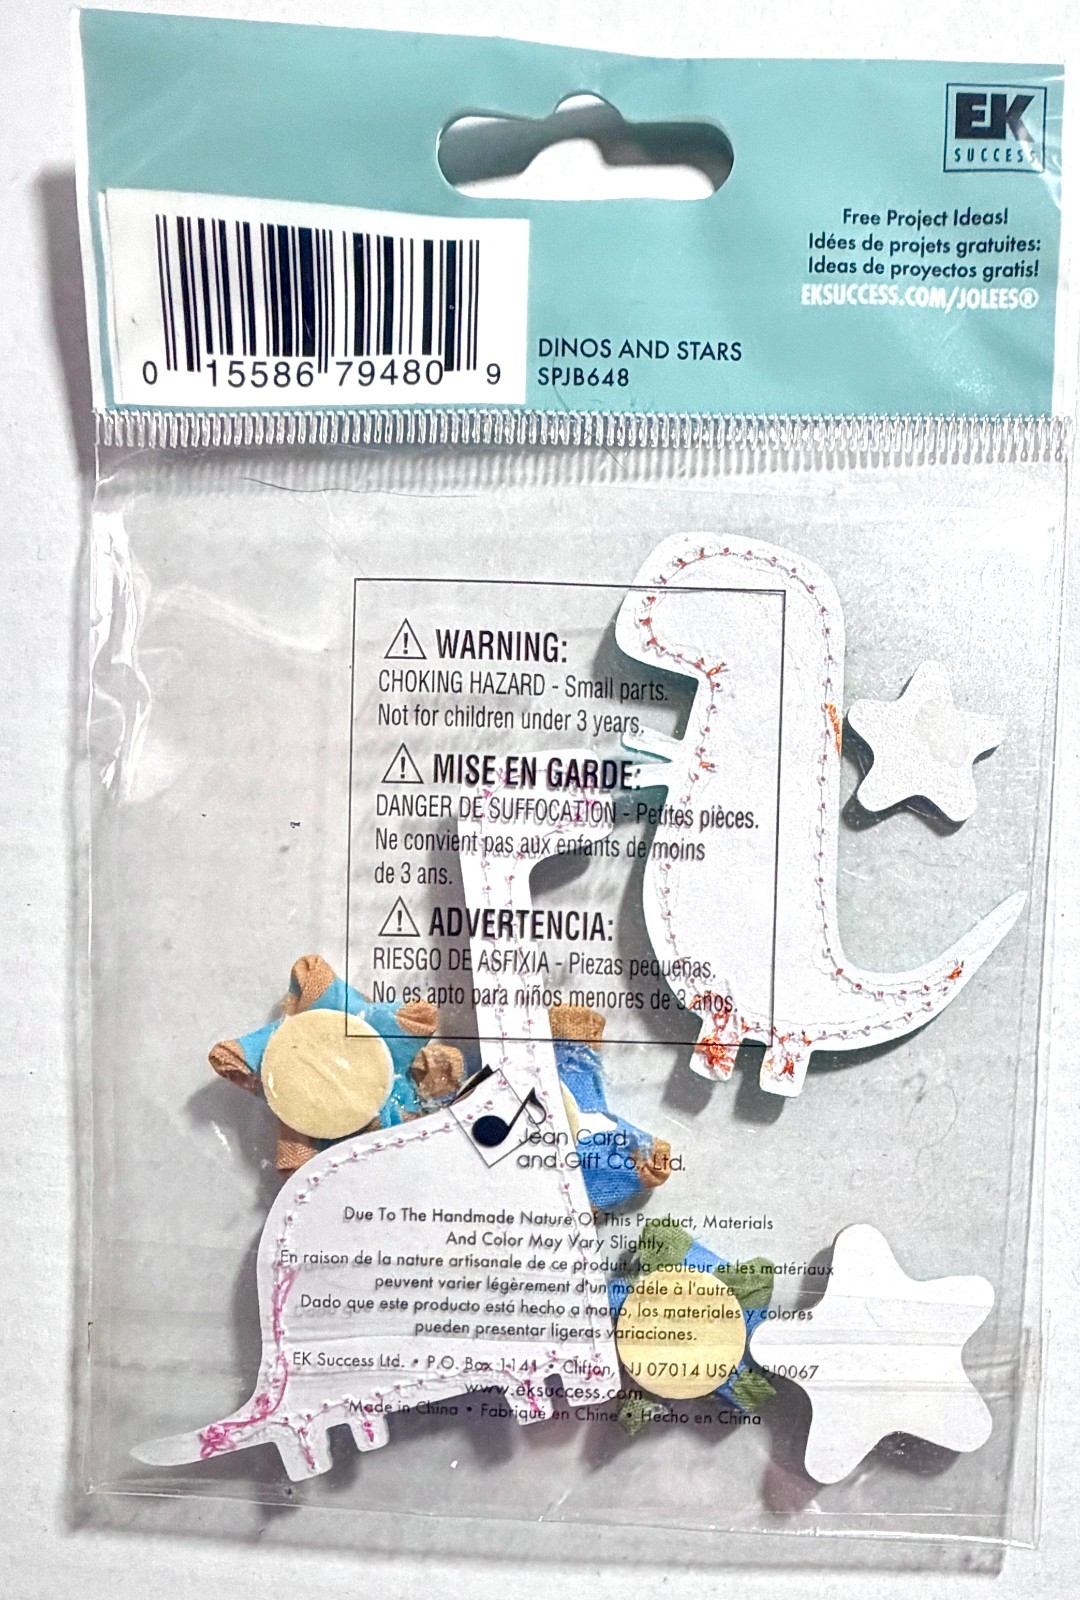 EK
SUCCESS
Free Project Ideas!
Idées de projets gratuites:
Ideas de proyectos gratis!
EKSUCCESS.COM/JOLEES®
0 15586 79480 9
DINOS AND STARS
SPJB648
WARNING:
CHOKING HAZARD - Small parts.
Not for children under 3 years.
MISE EN GARDE:
DANGER DE SUFFOCATION - Petites pièces.
Ne convient pas aux enfants de moins
de 3 ans.
ADVERTENCIA:
RIESGO DE ASFIXIA - Piezas pequeñas.
No es apto para niños menores de 3 años.
Jean Card
and Gift Co., Ltd.
Due To The Handmade Nature Of This Product, Materials
And Color May Vary Slightly.
En raison de la nature artisanale de ce produit, la couleur et les matériaux
peuvent varier légèrement d'un modéle à l'autre.
Dado que este producto está hecho a mano, los materiales y colores
pueden presentar ligeras variaciones.
EK Success Ltd. • P.O. Box 1141 • Clifton, NJ 07014 USA • PJ0067
www.eksuccess.com
Made in China • Fabriqué en Chine • Hecho en China